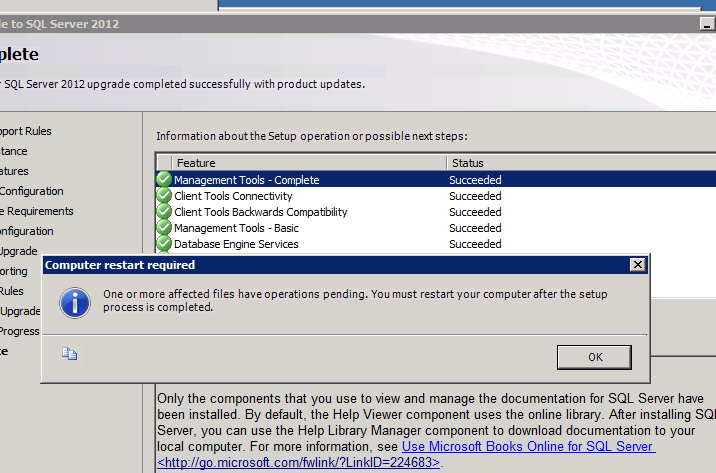 le to SQL Server 2012
plete
r SQL Server 2012 upgrade completed successfully with product updates.
pport Rules
stance
atures
Configuration
e Requirements
nfiguration
Upgrade
orting
Rules
Upgrade
Progress
te
Information about the Setup operation or possible next steps:
Feature Status
Management Tools - Complete Succeeded
Client Tools Connectivity Succeeded
Client Tools Backwards Compatibility Succeeded
Management Tools - Basic Succeeded
Database Engine Services Succeeded
Computer restart required
One or more affected files have operations pending. You must restart your computer after the setup
process is completed.
OK
Only the components that you use to view and manage the documentation for SQL Server have
been installed. By default, the Help Viewer component uses the online library. After installing SQL
Server, you can use the Help Library Manager component to download documentation to your
local computer. For more information, see Use Microsoft Books Online for SQL Server
<http://go.microsoft.com/fwlink/?LinkID=224683>.